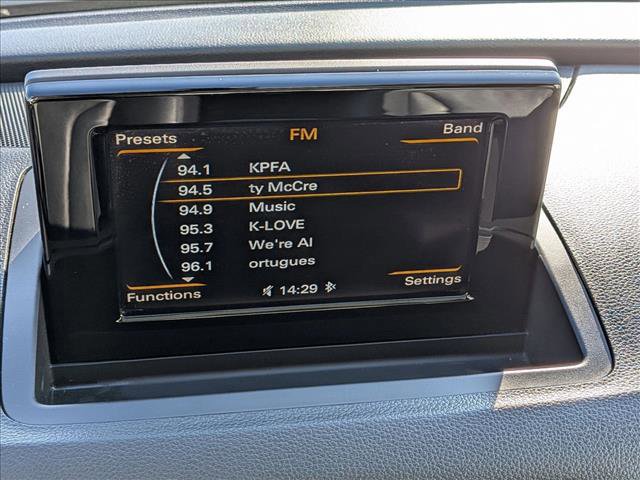 Presets FM Band
94.1 KPFA
94.5 ty McCre
94.9 Music
95.3 K-LOVE
95.7 We're Al
96.1 ortugues
Functions 14:29 Settings